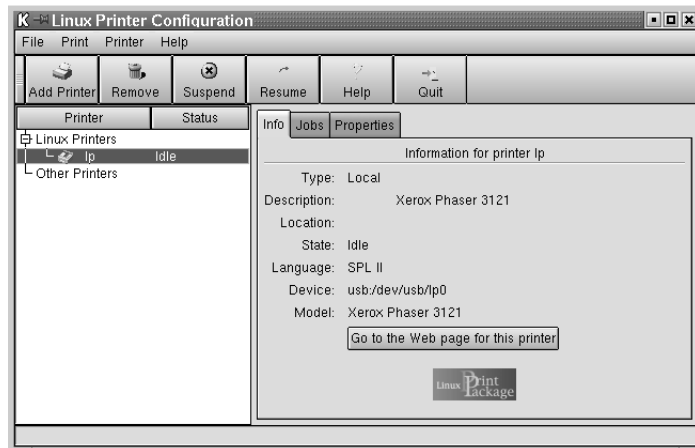 K Linux Printer Configuration
File Print Printer Help
Add Printer Remove Suspend Resume Help Quit
Printer Status
Linux Printers
lp Idle
Other Printers
Info Jobs Properties
Information for printer lp
Type: Local
Description: Xerox Phaser 3121
Location:
State: Idle
Language: SPL II
Device: usb:/dev/usb/lp0
Model: Xerox Phaser 3121
Go to the Web page for this printer
Linux Print Package